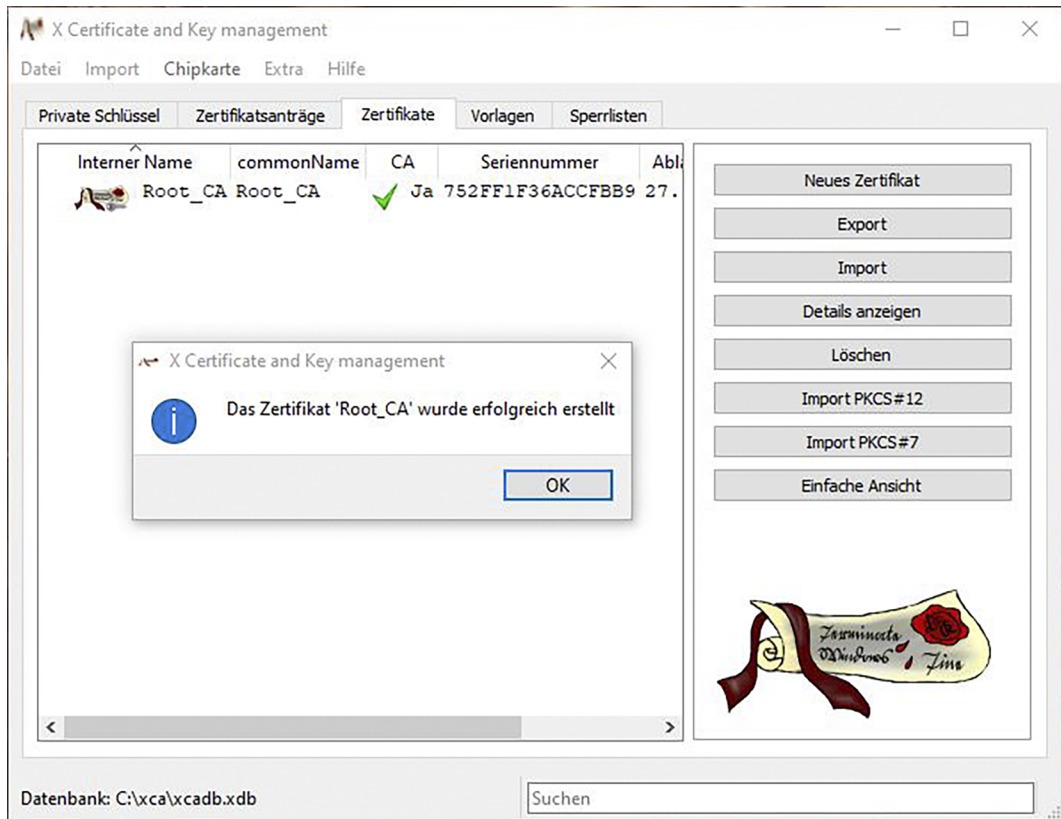 X Certificate and Key management
Datei Import Chipkarte Extra Hilfe
Private Schlüssel Zertifikatsanträge Zertifikate Vorlagen Sperrlisten
Interner Name commonName CA Seriennummer
Root_CA Root_CA Ja 752FF1F36ACCFBB9 27.
Neues Zertifikat
Export
Import
Details anzeigen
Löschen
Import PKCS#12
Import PKCS#7
Einfache Ansicht
X Certificate and Key management
Das Zertifikat 'Root_CA' wurde erfolgreich erstellt
OK
Windows
Datenbank: C:\xca\xcadb.xdb
Suchen